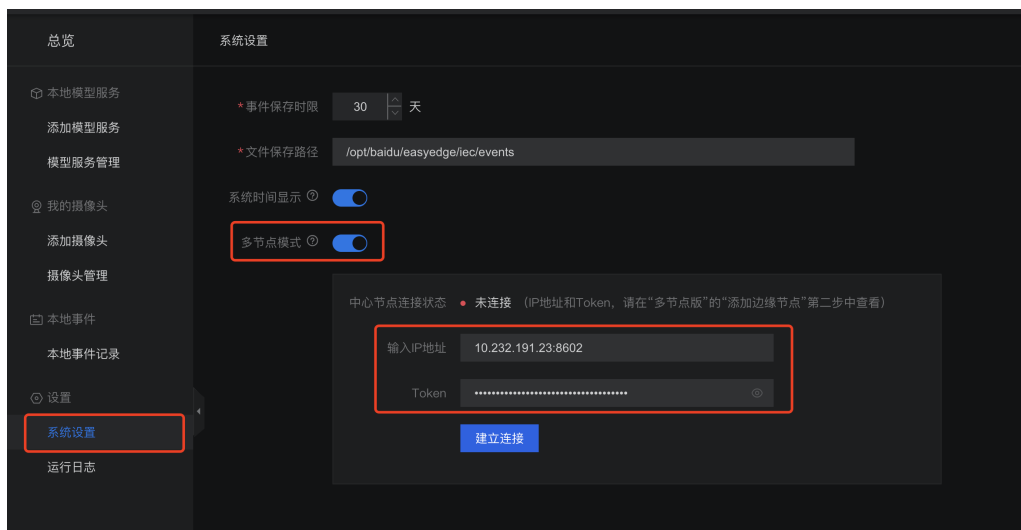 总览
系统设置
本地模型服务
添加模型服务
模型服务管理
我的摄像头
添加摄像头
摄像头管理
本地事件
本地事件记录
设置
系统设置
运行日志
*事件保存时限 30 天
*文件保存路径 /opt/baidu/easyedge/iec/events
系统时间显示 ?
多节点模式 ?
中心节点连接状态 • 未连接 (IP地址和Token, 请在“多节点版”的“添加边缘节点”第二步中查看)
输入IP地址 10.232.191.23:8602
Token ••••••••••••••••••••••••••••••••••••
建立连接